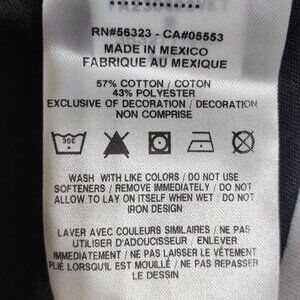 RN#56323 - CA#05553
MADE IN MEXICO
FABRIQUE AU MEXIQUE
57% COTTON / COTON
43% POLYESTER
EXCLUSIVE OF DECORATION / DECORATION
NON COMPRISE
30C
WASH WITH LIKE COLORS / DO NOT USE
SOFTENERS / REMOVE IMMEDIATELY / DO NOT
ALLOW TO LAY ON ITSELF WHEN WET / DO NOT
IRON DESIGN
LAVER AVEC COULEURS SIMILAIRES / NE PAS
UTILISER D'ADOUCISSEUR / ENLEVER
IMMEDIATEMENT / NE PAS LAISSER LE VÊTEMENT
PLIE LORSQU'IL EST MOUILLÉ / NE PAS REPASSER
LE DESSIN